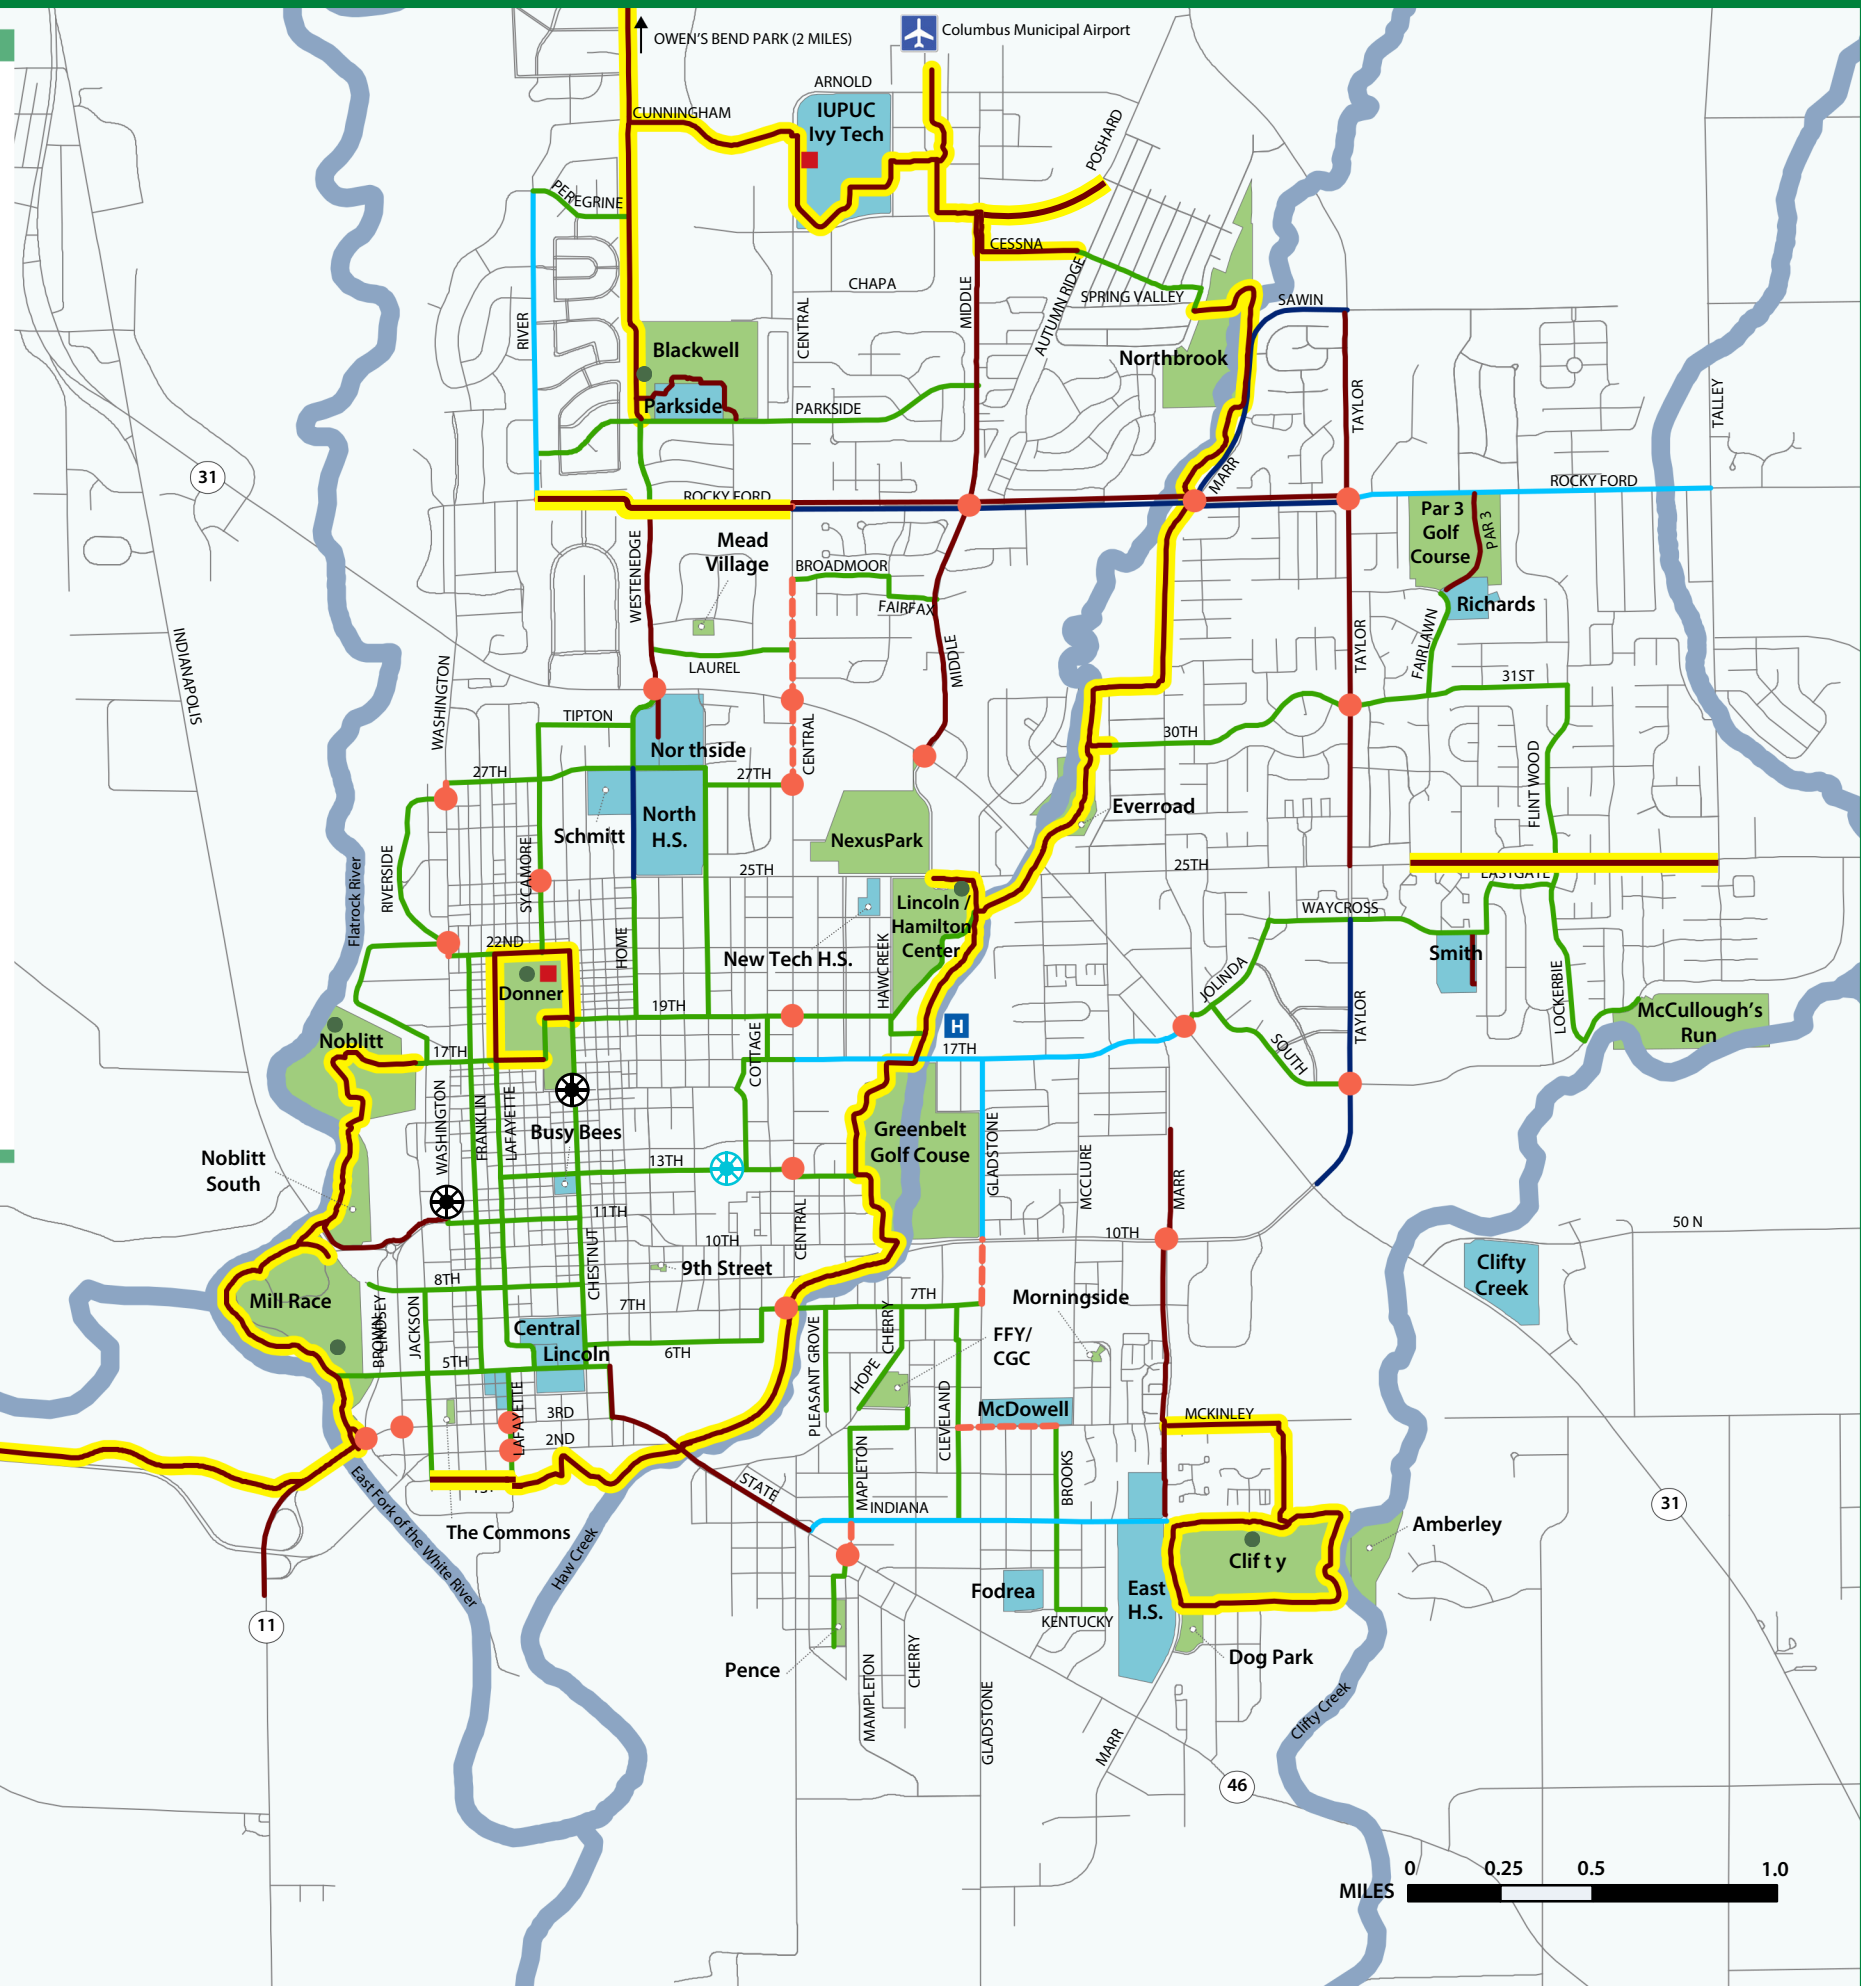 OWEN'S BEND PARK (2 MILES)
Columbus Municipal Airport
ARNOLD
IUPUC
Ivy Tech
CUNNINGHAM
POSHARD
PEREGRINE
CESSNA
CHAPA
SPRING VALLEY
SAWIN
AUTUMN RIDGE
MIDDLE
CENTRAL
RIVER
Blackwell
Northbrook
Parkside
PARKSIDE
TAYLOR
TALLEY
31
ROCKY FORD
MARR
ROCKY FORD
Par 3
Golf
Course
PAR 3
Mead
Village
WESTENEDGE
BROADMOOR
FAIRFAX
Richards
FAIRLAWN
TAYLOR
INDIANAPOLIS
LAUREL
MIDDLE
31ST
WASHINGTON
TIPTON
CENTRAL
30TH
Nor thside
27TH
27TH
FLINTWOOD
Everroad
North
H.S.
Schmitt
NexusPark
SYCAMORE
RIVERSIDE
Flatrock River
25TH
25TH
EASTGATE
Lincoln /
Hamilton
Center
WAYCROSS
22ND
HOME
New Tech H.S.
HAWCREEK
Smith
JOLINDA
LOCKERBIE
Donner
19TH
McCullough's
Run
H
TAYLOR
Noblitt
17TH
COTTAGE
17TH
SOUTH
WASHINGTON
FRANKLIN
LAFAYETTE
Busy Bees
Greenbelt
Golf Couse
GLADSTONE
MCCLURE
MARR
Noblitt
South
13TH
11TH
CENTRAL
10TH
10TH
50 N
CHESTNUT
9th Street
Clifty
Creek
8TH
Mill Race
7TH
7TH
Morningside
LINDSEY
BROWN
JACKSON
Central
Lincoln
6TH
5TH
PLEASANT GROVE
CHERRY
HOPE
FFY/
CGC
CLEVELAND
McDowell
MCKINLEY
LAFAYETTE
3RD
2ND
MAPLETON
BROOKS
STATE
INDIANA
31
The Commons
East Fork of the White River
Haw Creek
Amberley
Clif t y
Fodrea
East
H.S.
KENTUCKY
11
Pence
Dog Park
MAMPLETON
CHERRY
GLADSTONE
MARR
Clifty Creek
46
0
0.25
0.5
1.0
MILES